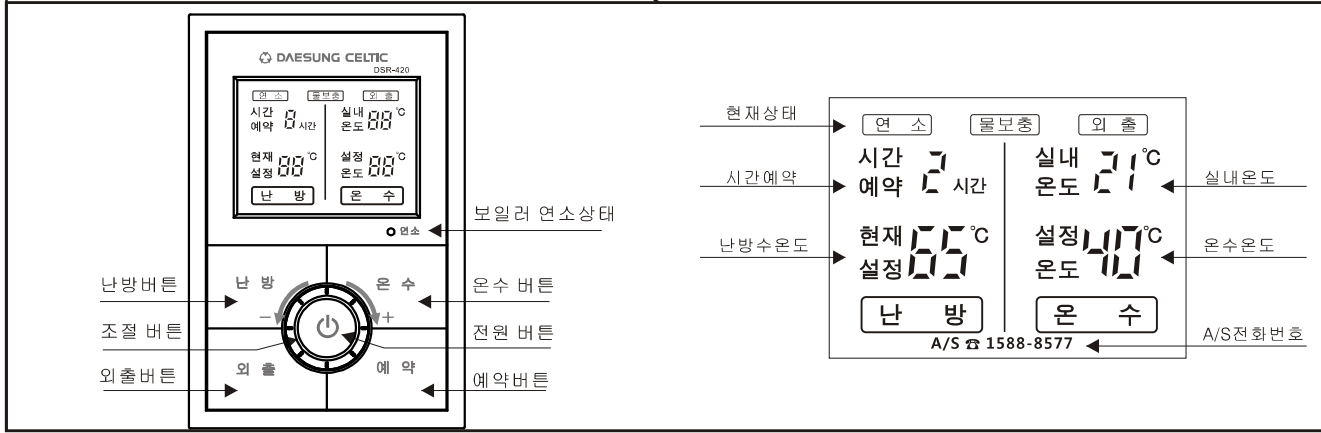 DAESUNG CELTIC
DSR-420
연 소 물보충 외 출
시간 예약 8 시간
실내 온도 88 ℃
현재 설정 88 ℃
설정 온도 88 ℃
난 방 온 수
연소
보일러 연소상태
난 방
온 수
난방버튼
온수 버튼
− +
조절 버튼
전원 버튼
외 출
예 약
외출버튼
예약버튼
현재상태
연 소 물보충 외 출
시간예약
시간 예약 2 시간
실내 온도 21 ℃
실내온도
난방수온도
현재 설정 65 ℃
설정 온도 40 ℃
온수온도
난 방 온 수
A/S ☎ 1588-8577
A/S전화번호